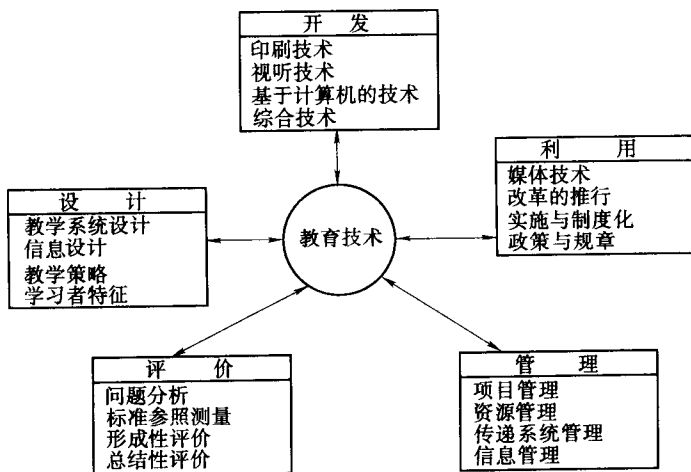 开 发
印刷技术
视听技术
基于计算机的技术
综合技术
利 用
媒体技术
改革的推行
实施与制度化
政策与规章
设 计
教学系统设计
信息设计
教学策略
学习者特征
教育技术
评 价
问题分析
标准参照测量
形成性评价
总结性评价
管 理
项目管理
资源管理
传递系统管理
信息管理